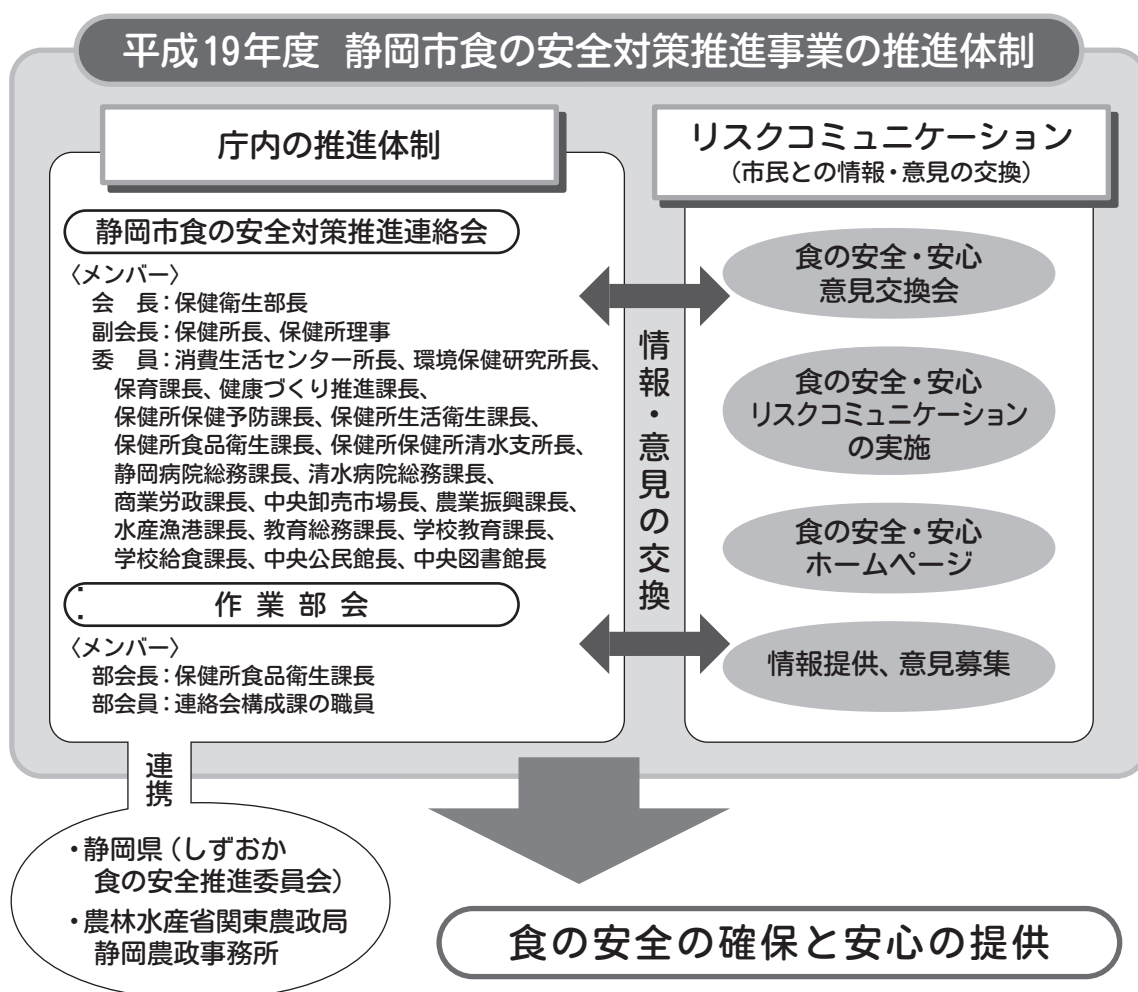 平成19年度 静岡市食の安全対策推進事業の推進体制
庁内の推進体制
静岡市食の安全対策推進連絡会
〈メンバー〉
会　長：保健衛生部長
副会長：保健所長、保健所理事
委　員：消費生活センター所長、環境保健研究所長、
保育課長、健康づくり推進課長、
保健所保健予防課長、保健所生活衛生課長、
保健所食品衛生課長、保健所保健所清水支所長、
静岡病院総務課長、清水病院総務課長、
商業労政課長、中央卸売市場長、農業振興課長、
水産漁港課長、教育総務課長、学校教育課長、
学校給食課長、中央公民館長、中央図書館長
作業部会
〈メンバー〉
部会長：保健所食品衛生課長
部会員：連絡会構成課の職員
情報・意見の交換
リスクコミュニケーション
（市民との情報・意見の交換）
食の安全・安心
意見交換会
食の安全・安心
リスクコミュニケーション
の実施
食の安全・安心
ホームページ
情報提供、意見募集
連携
・静岡県（しずおか
食の安全推進委員会）
・農林水産省関東農政局
静岡農政事務所
食の安全の確保と安心の提供